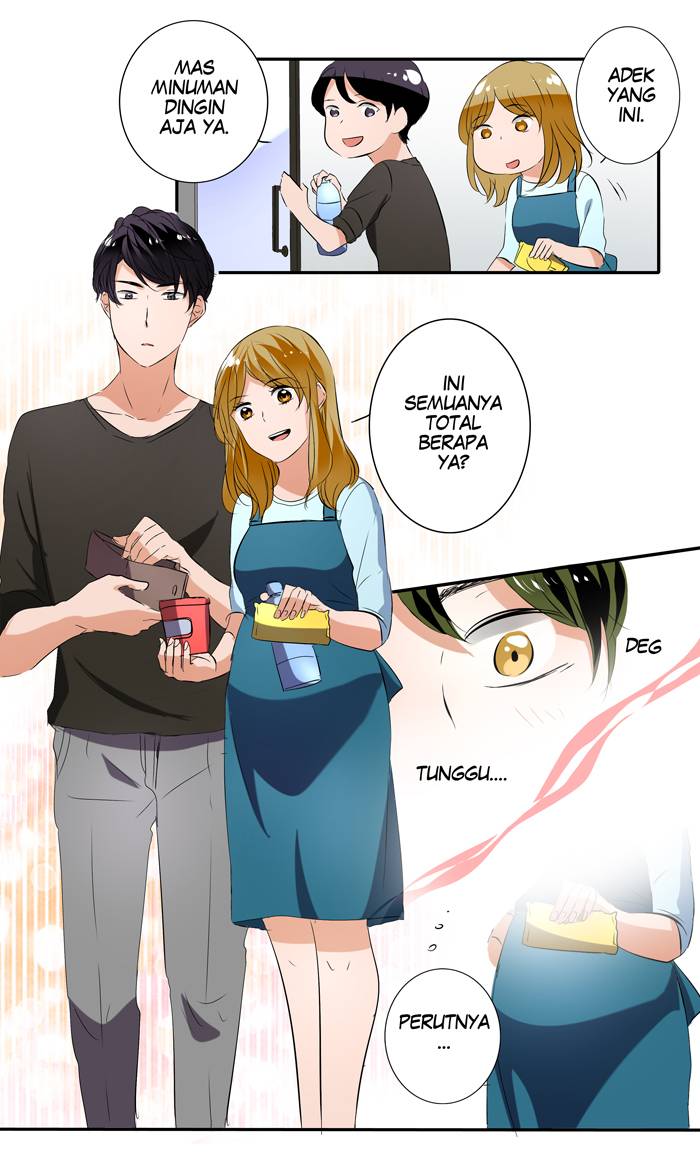 MAS
MINUMAN
DINGIN
AJA YA.
ADEK
YANG
INI.
INI
SEMUANYA
TOTAL
BERAPA
YA?
DEG
TUNGGU....
PERUTNYA
...